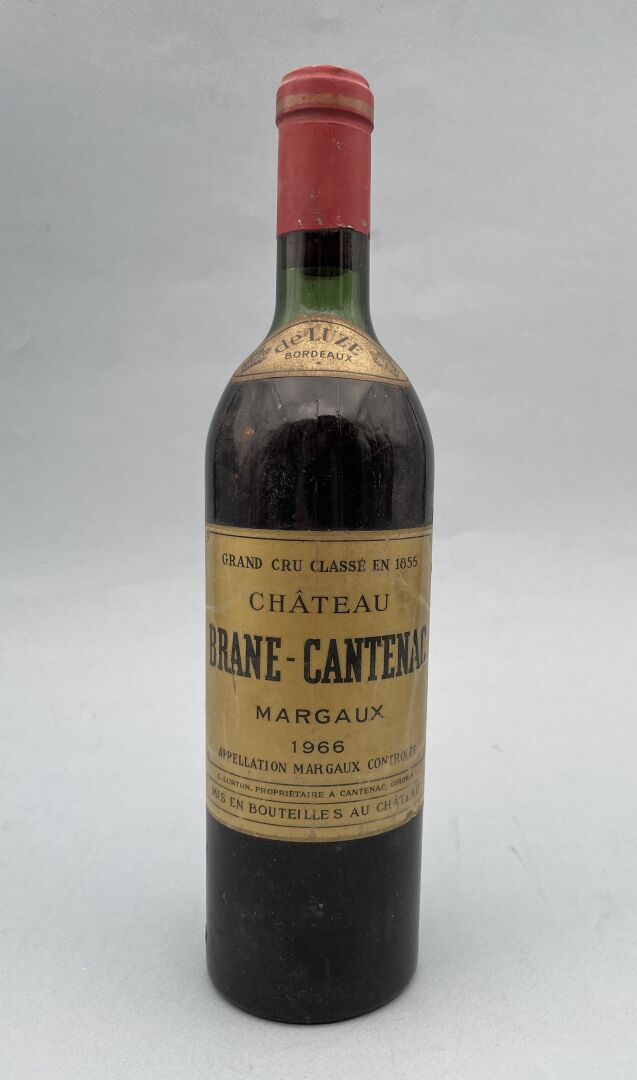 de LUZE
BORDEAUX
GRAND CRU CLASSÉ EN 1855
CHÂTEAU
BRANE-CANTENAC
MARGAUX
1966
APPELLATION MARGAUX CONTROLÉE
L. LURTON, PROPRIÉTAIRE A CANTENAC-GIRONDE
MIS EN BOUTEILLES AU CHÂTEAU